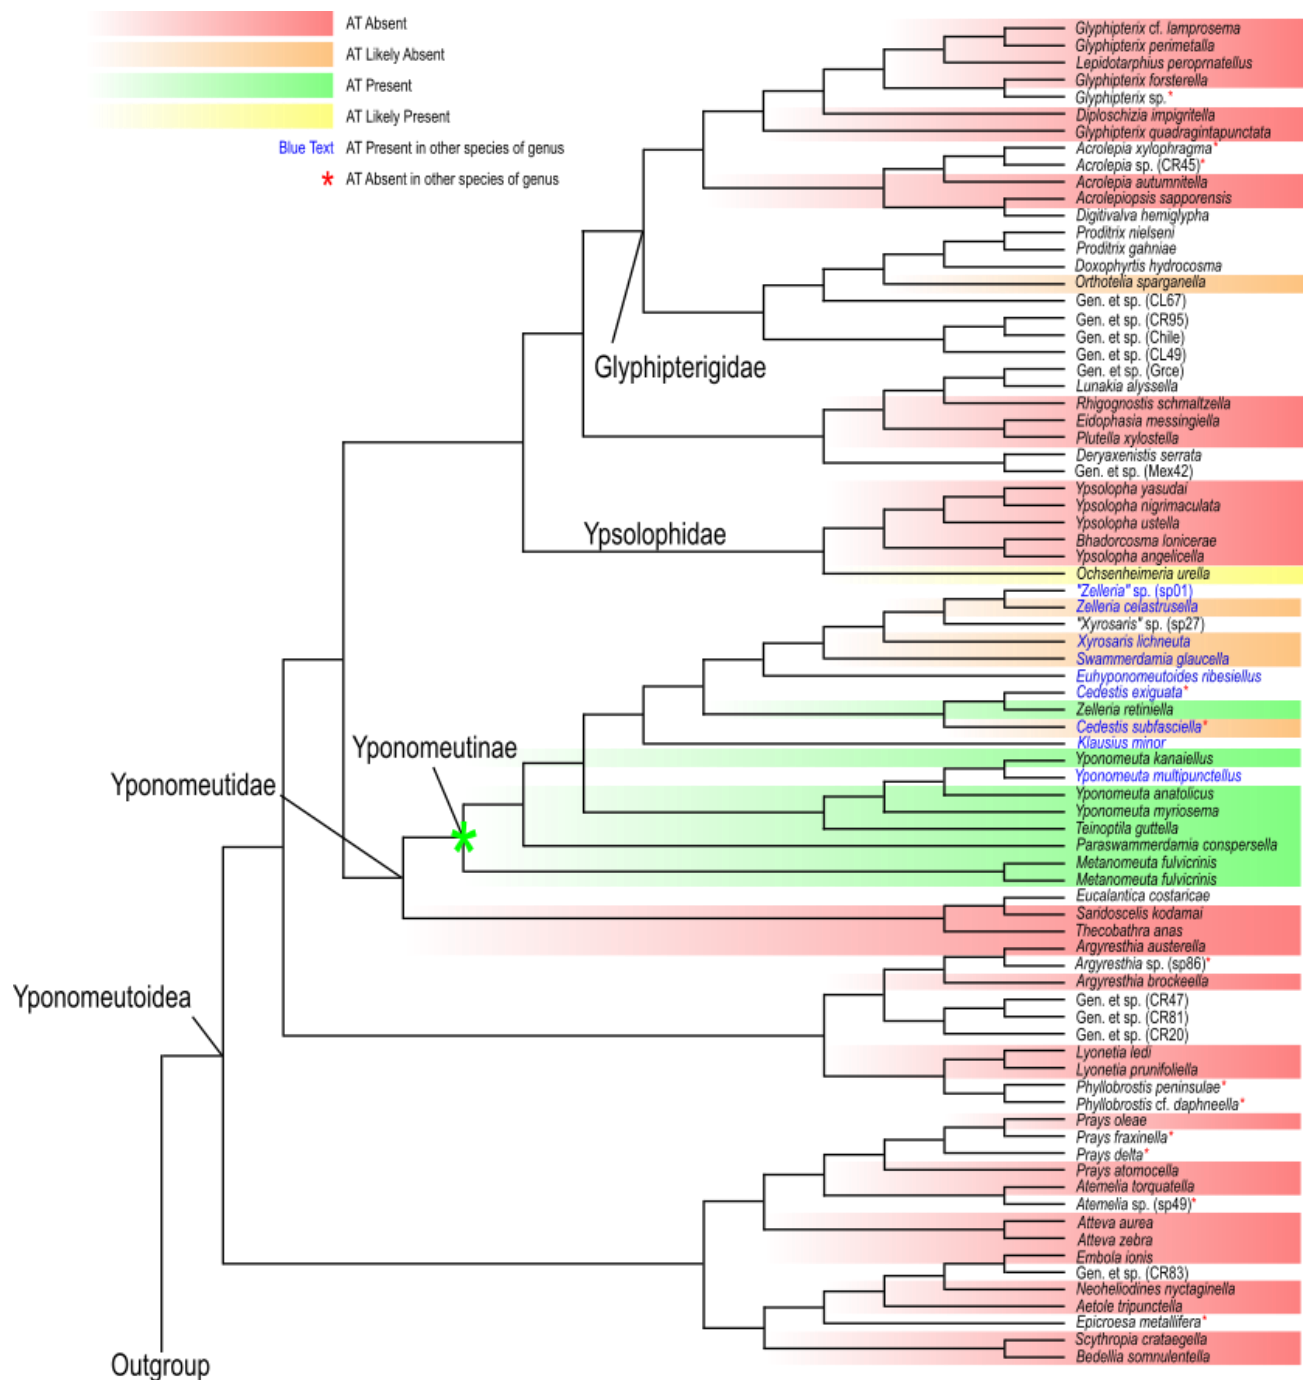 AT Absent
AT Likely Absent
AT Present
AT Likely Present
Blue Text AT Present in other species of genus
* AT Absent in other species of genus
Glyphipterix cf. lamprosema
Glyphipterix perimetalla
Lepidotarphius peroprnatellus
Glyphipterix forsterella
Glyphipterix sp.*
Diploschizia impigritella
Glyphipterix quadragintapunctata
Acrolepia xylophragma*
Acrolepia sp. (CR45)*
Acrolepia autumnitella
Acrolepiopsis sapporensis
Digitivalva hemiglypha
Proditrix nielseni
Proditrix gahniae
Doxophyrtis hydrocosma
Orthotelia sparganella
Gen. et sp. (CL67)
Gen. et sp. (CR95)
Gen. et sp. (Chile)
Gen. et sp. (CL49)
Glyphipterigidae
Gen. et sp. (Grce)
Lunakia alyssella
Rhigognostis schmaltzella
Eidophasia messingiella
Plutella xylostella
Deryaxenistis serrata
Gen. et sp. (Mex42)
Ypsolopha yasudai
Ypsolopha nigrimaculata
Ypsolopha ustella
Ypsolophidae
Bhadorcosma lonicerae
Ypsolopha angelicella
Ochsenheimeria urella
"Zelleria" sp. (sp01)
Zelleria celastrusella
"Xyrosaris" sp. (sp27)
Xyrosaris lichneuta
Swammerdamia glaucella
Euhyponomeutoides ribesiellus
Cedestis exiguata*
Zelleria retiniella
Cedestis subfasciella*
Klausius minor
Yponomeutinae
Yponomeuta kanaiellus
Yponomeuta multipunctellus
Yponomeutidae
Yponomeuta anatolicus
Yponomeuta myriosema
Teinoptila guttella
*
Paraswammerdamia conspersella
Metanomeuta fulvicrinis
Metanomeuta fulvicrinis
Eucalantica costaricae
Saridoscelis kodamai
Thecobathra anas
Argyresthia austerella
Argyresthia sp. (sp86)*
Argyresthia brockeella
Yponomeutoidea
Gen. et sp. (CR47)
Gen. et sp. (CR81)
Gen. et sp. (CR20)
Lyonetia ledi
Lyonetia prunifoliella
Phyllobrostis peninsulae*
Phyllobrostis cf. daphneella*
Prays oleae
Prays fraxinella*
Prays delta*
Prays atomocella
Atemelia torquatella
Atemelia sp. (sp49)*
Atteva aurea
Atteva zebra
Embola ionis
Gen. et sp. (CR83)
Neoheliodines nyctaginella
Aetole tripunctella
Epicroesa metallifera*
Scythropia crataegella
Bedellia somnulentella
Outgroup